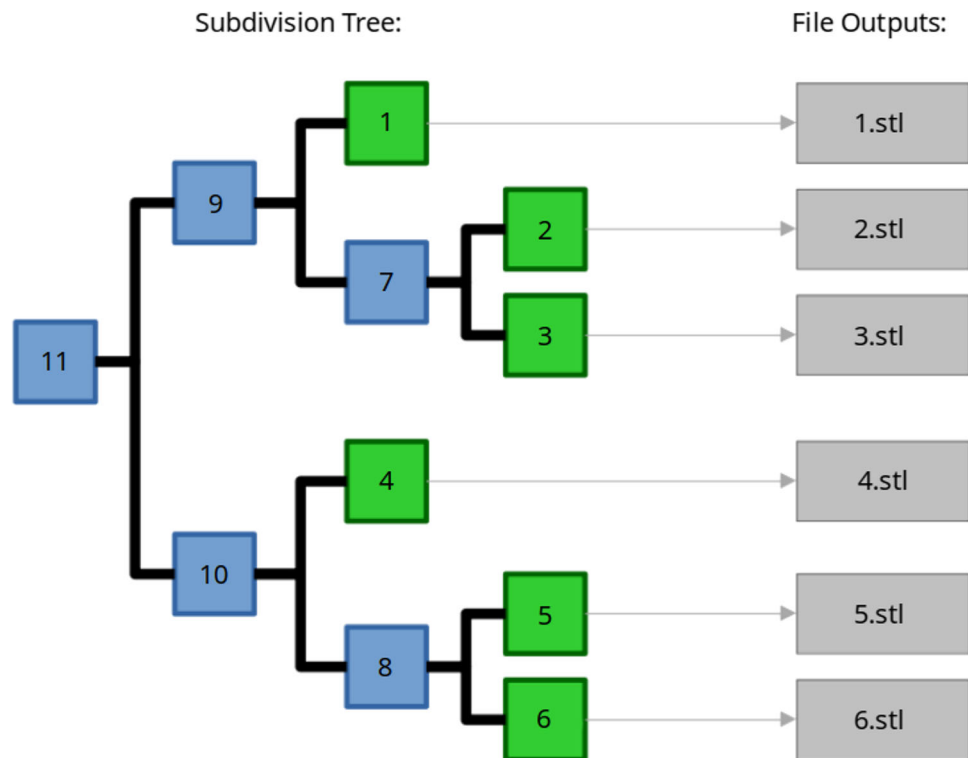 Subdivision Tree:
File Outputs:
1
1.stl
9
2
2.stl
7
3
3.stl
11
4
4.stl
10
5
5.stl
8
6
6.stl